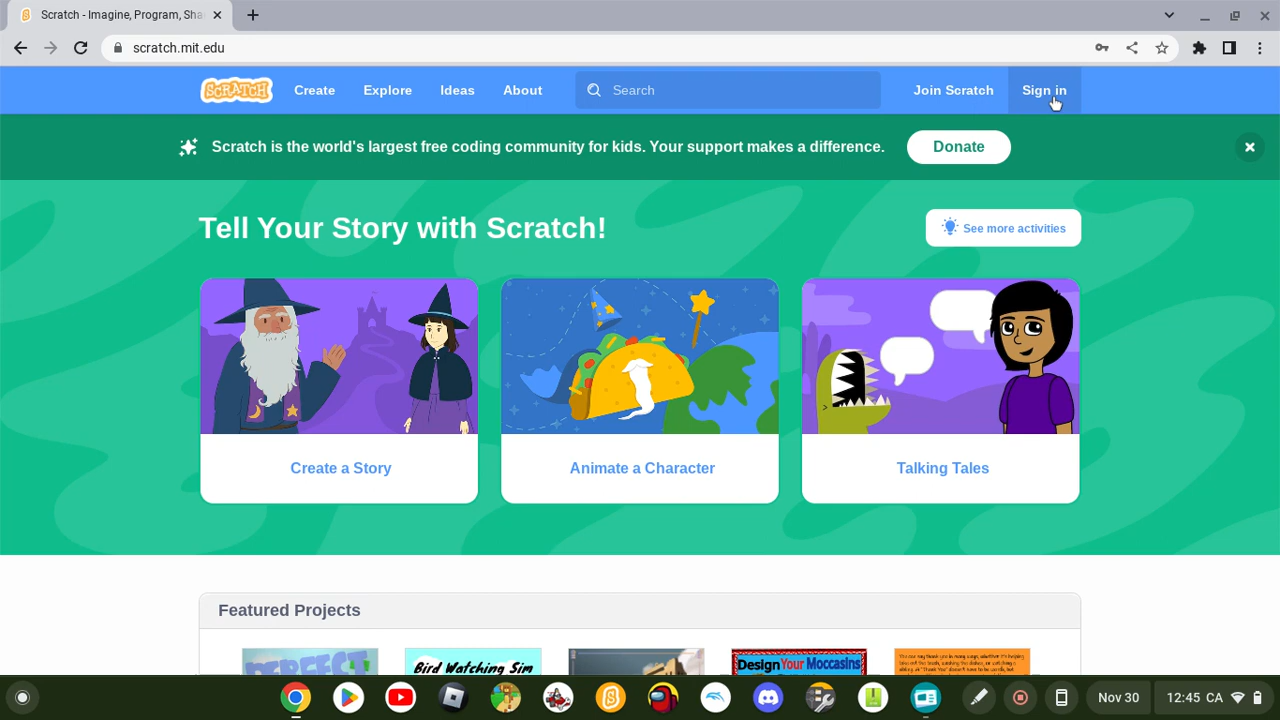 Scratch - Imagine, Program, Sha
scratch.mit.edu
SCRATCH
Create
Explore
Ideas
About
Search
Join Scratch
Sign in
Scratch is the world's largest free coding community for kids. Your support makes a difference.
Donate
Tell Your Story with Scratch!
See more activities
Create a Story
Animate a Character
Talking Tales
Featured Projects
Bird Watching Sim
Design Your Moccasins
Nov 30
12:45 CA